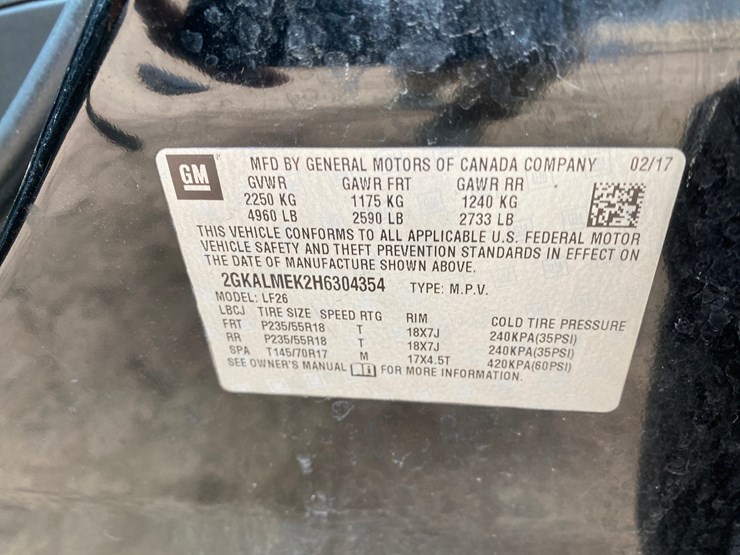 GM
MFD BY GENERAL MOTORS OF CANADA COMPANY 02/17
GVWR GAWR FRT GAWR RR
2250 KG 1175 KG 1240 KG
4960 LB 2590 LB 2733 LB
THIS VEHICLE CONFORMS TO ALL APPLICABLE U.S. FEDERAL MOTOR
VEHICLE SAFETY AND THEFT PREVENTION STANDARDS IN EFFECT ON
THE DATE OF MANUFACTURE SHOWN ABOVE.
2GKALMEK2H6304354 TYPE: M.P.V.
MODEL: LF26
LBCJ TIRE SIZE SPEED RTG RIM COLD TIRE PRESSURE
FRT P235/55R18 T 18X7J 240KPA(35PSI)
RR P235/55R18 T 18X7J 240KPA(35PSI)
SPA T145/70R17 M 17X4.5T 420KPA(60PSI)
SEE OWNER'S MANUAL i FOR MORE INFORMATION.